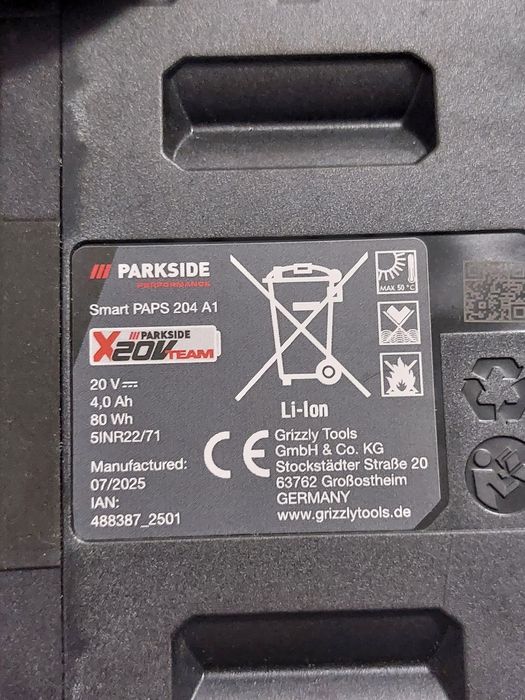 PARKSIDE
PERFORMANCE
Smart PAPS 204 A1
PARKSIDE
X20V TEAM
20 V
4,0 Ah
80 Wh
5INR22/71
Manufactured:
07/2025
IAN:
488387_2501
MAX 50 °C
Li-Ion
CE
Grizzly Tools
GmbH & Co. KG
Stockstädter Straße 20
63762 Großostheim
GERMANY
www.grizzlytools.de